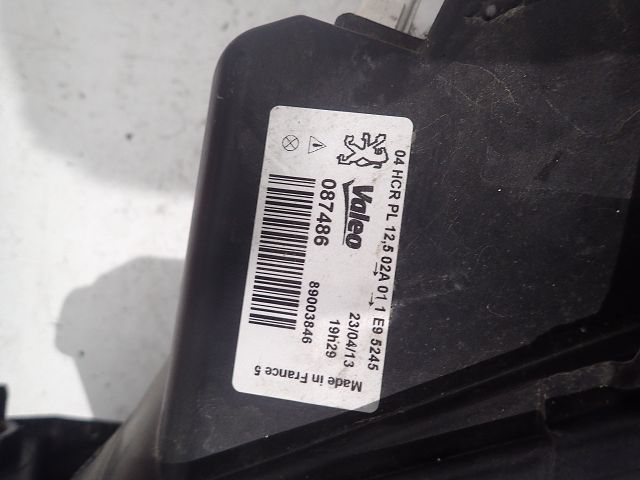 04 HCR PL 12,5 02A 01 1 E9 5245
Valeo
23/04/13
087486
19h29
89003846
Made in France 5